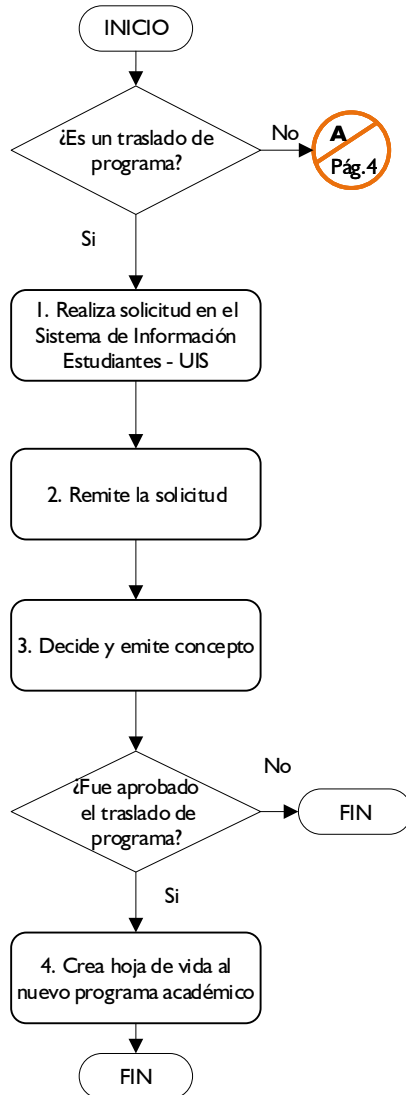 INICIO
¿Es un traslado de
programa?
No
A
Pág.4
Si
1. Realiza solicitud en el
Sistema de Información
Estudiantes - UIS
2. Remite la solicitud
3. Decide y emite concepto
¿Fue aprobado
el traslado de
programa?
No
FIN
Si
4. Crea hoja de vida al
nuevo programa académico
FIN